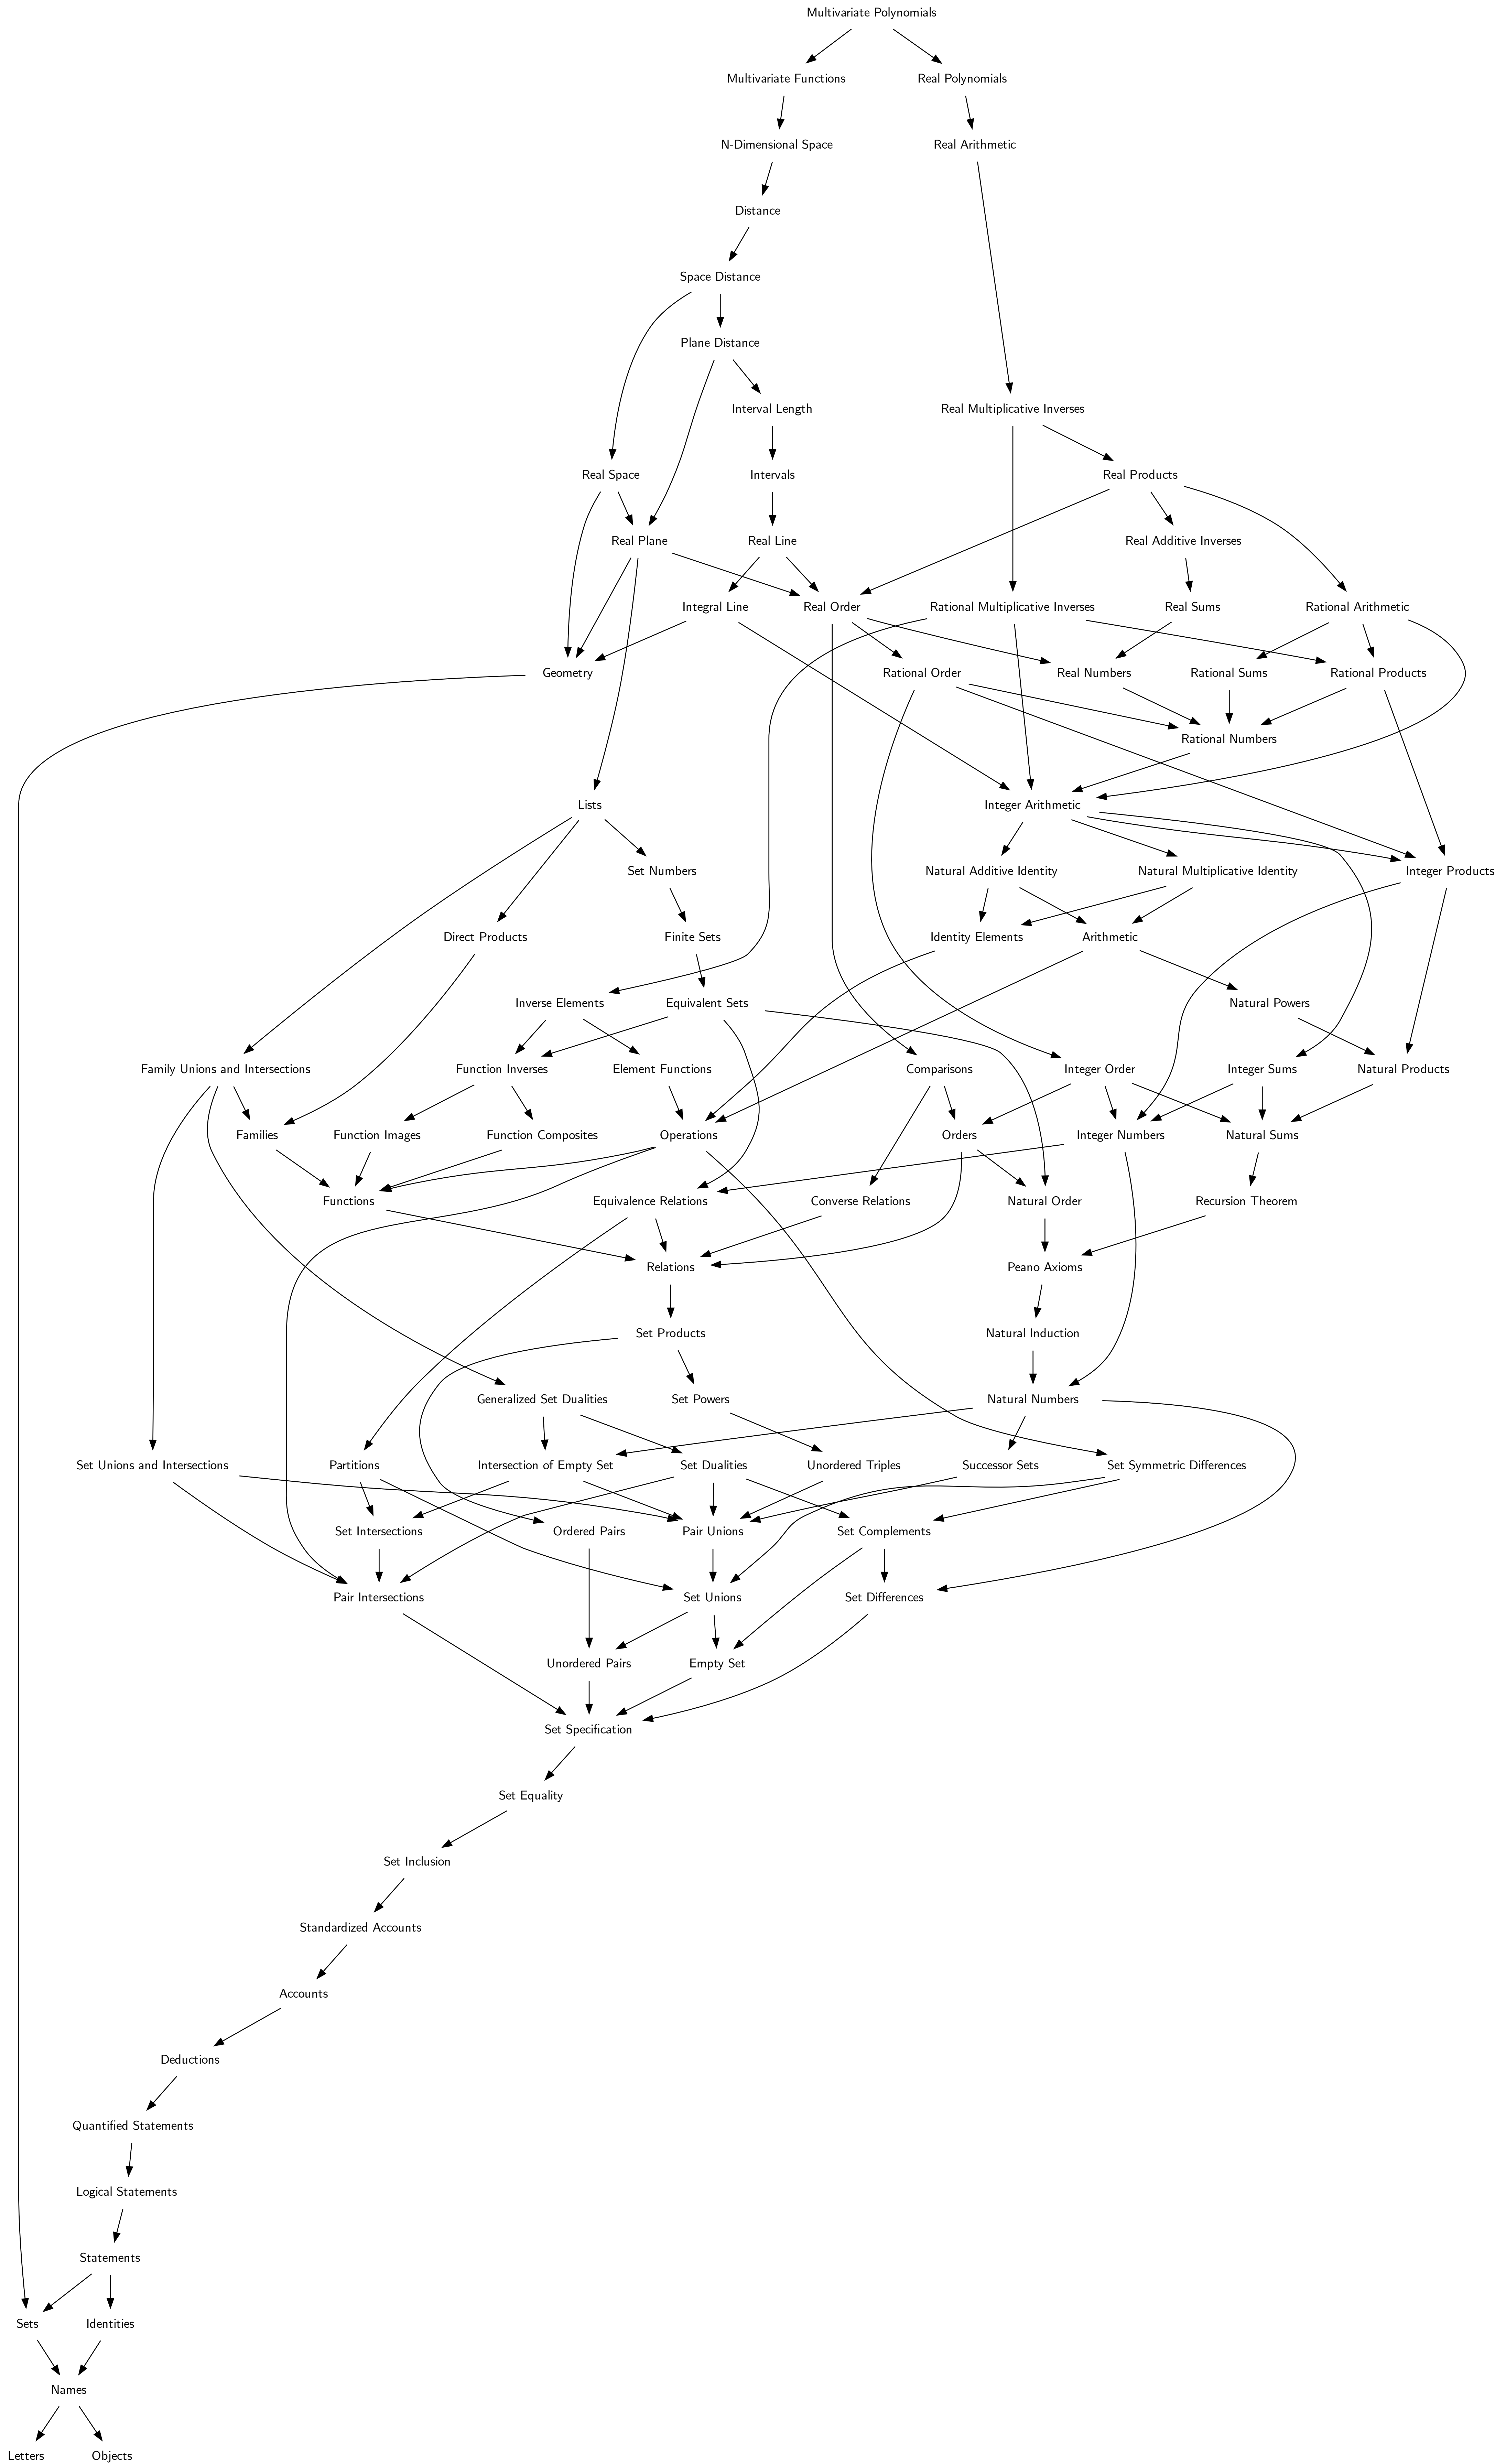 Multivariate Polynomials
Multivariate Functions
Real Polynomials
N-Dimensional Space
Real Arithmetic
Distance
Space Distance
Plane Distance
Interval Length
Real Multiplicative Inverses
Real Space
Intervals
Real Products
Real Plane
Real Line
Real Additive Inverses
Integral Line
Real Order
Rational Multiplicative Inverses
Real Sums
Rational Arithmetic
Geometry
Rational Order
Real Numbers
Rational Sums
Rational Products
Rational Numbers
Lists
Integer Arithmetic
Set Numbers
Natural Additive Identity
Natural Multiplicative Identity
Integer Products
Direct Products
Finite Sets
Identity Elements
Arithmetic
Inverse Elements
Equivalent Sets
Natural Powers
Family Unions and Intersections
Function Inverses
Element Functions
Comparisons
Integer Order
Integer Sums
Natural Products
Families
Function Images
Function Composites
Operations
Orders
Integer Numbers
Natural Sums
Functions
Equivalence Relations
Converse Relations
Natural Order
Recursion Theorem
Relations
Peano Axioms
Set Products
Natural Induction
Generalized Set Dualities
Set Powers
Natural Numbers
Set Unions and Intersections
Partitions
Intersection of Empty Set
Set Dualities
Unordered Triples
Successor Sets
Set Symmetric Differences
Set Intersections
Ordered Pairs
Pair Unions
Set Complements
Pair Intersections
Set Unions
Set Differences
Unordered Pairs
Empty Set
Set Specification
Set Equality
Set Inclusion
Standardized Accounts
Accounts
Deductions
Quantified Statements
Logical Statements
Statements
Sets
Identities
Names
Letters
Objects